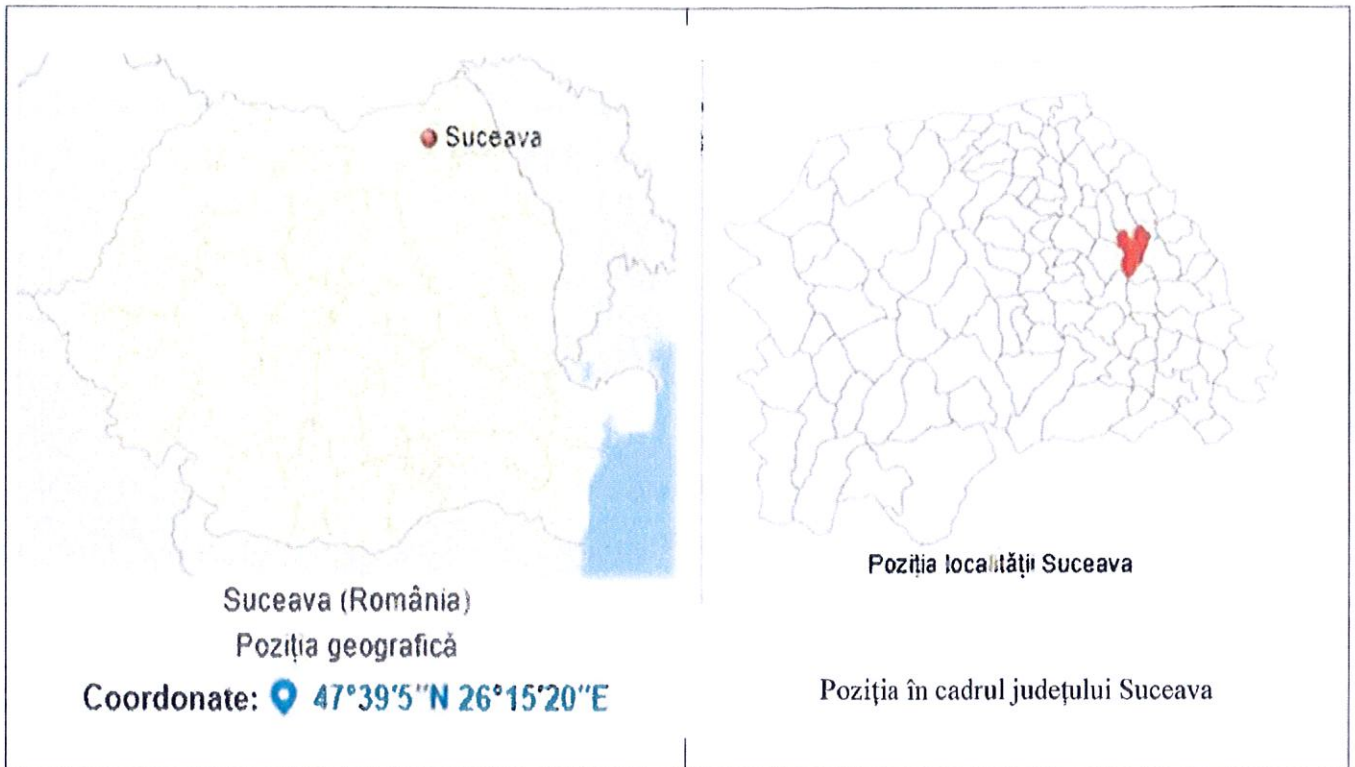 Suceava
Suceava (România)
Poziția geografică
Coordonate: 47°39'5"N 26°15'20"E
Poziția localității Suceava
Poziția în cadrul județului Suceava